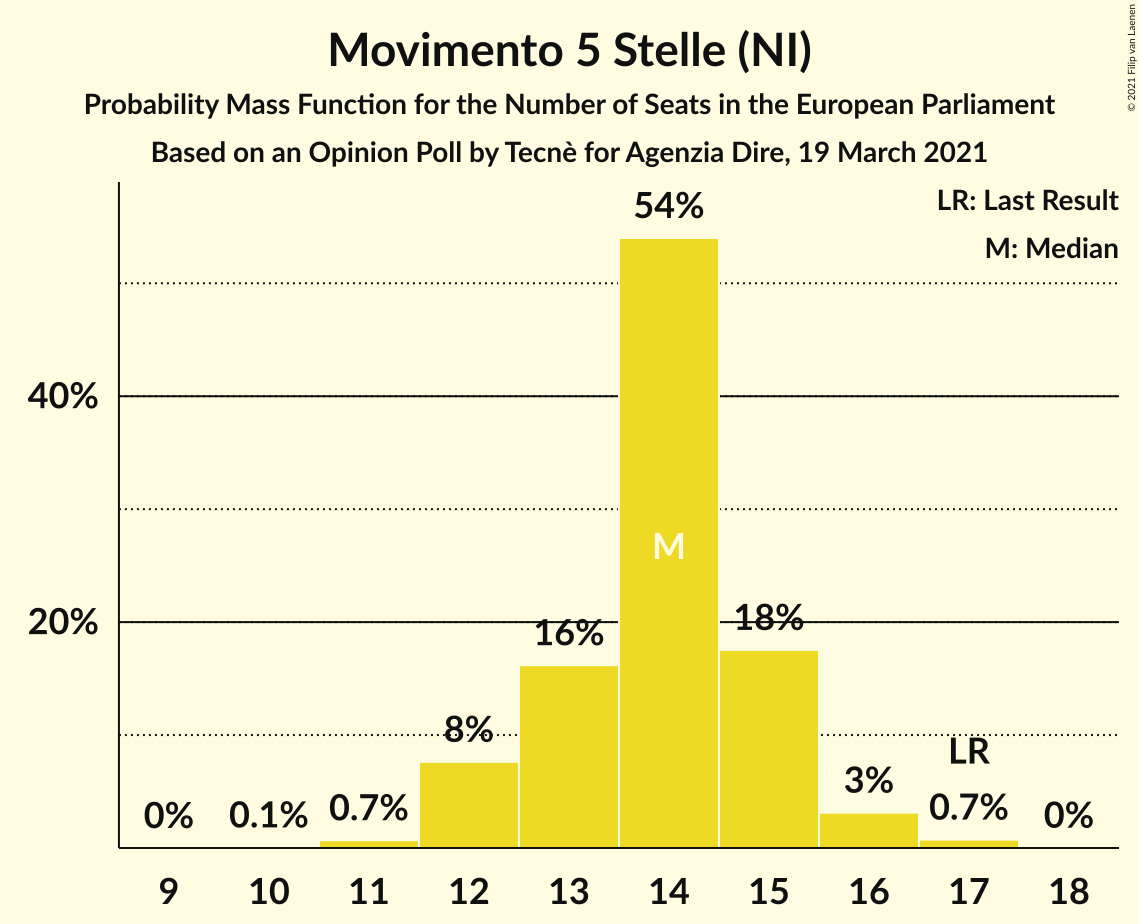 Movimento 5 Stelle (NI)
Probability Mass Function for the Number of Seats in the European Parliament
Based on an Opinion Poll by Tecnè for Agenzia Dire, 19 March 2021
© 2021 Filip van Laenen
LR: Last Result
M: Median
54%
40%
M
20%
16%
18%
8%
LR
3%
0%
0.1%
0.7%
0.7%
0%
9 10 11 12 13 14 15 16 17 18